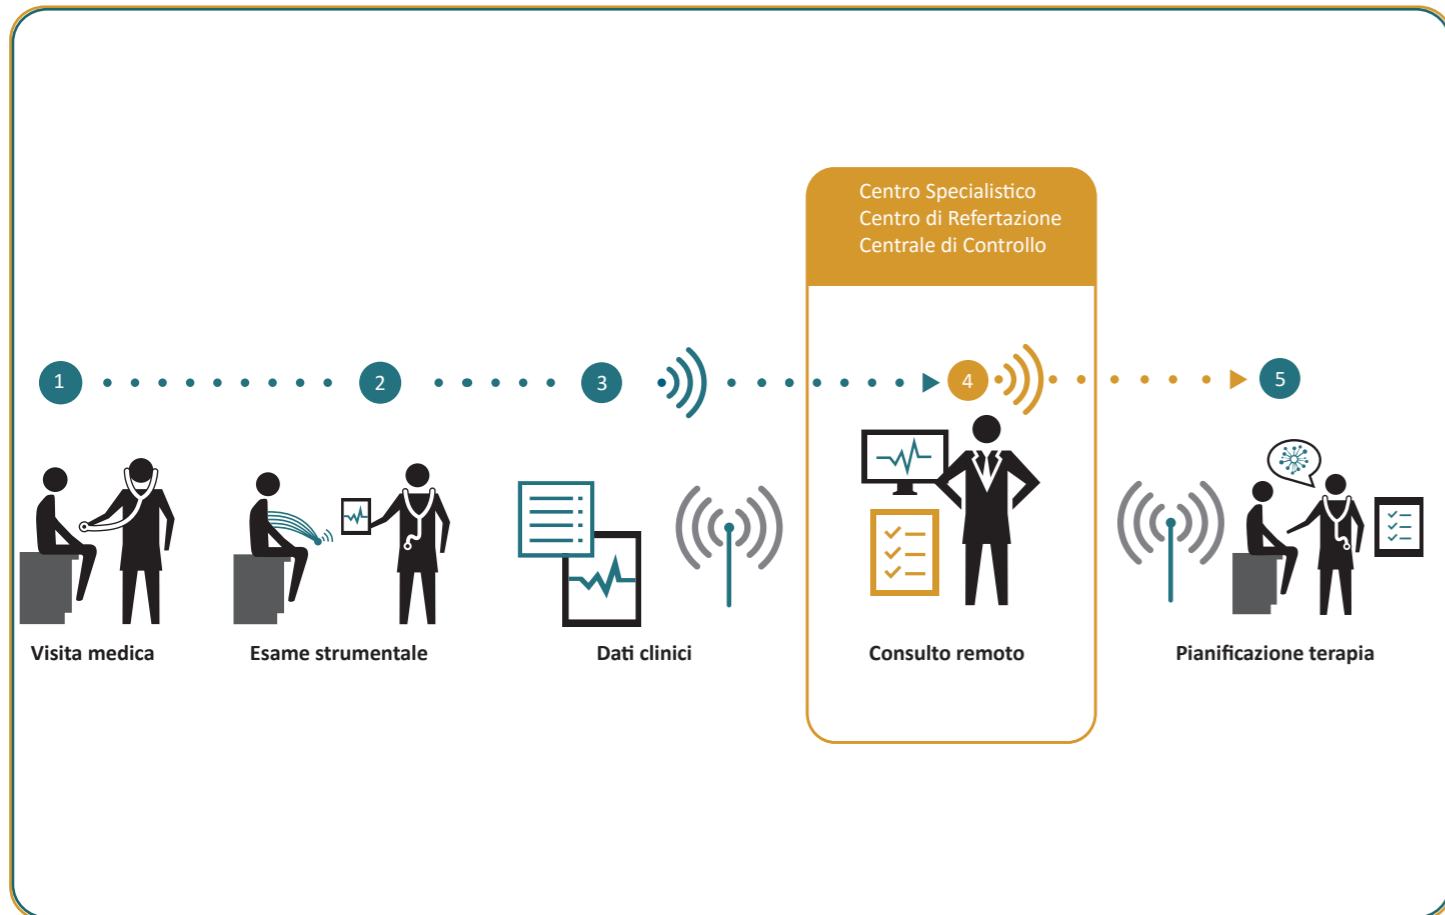 Centro Specialistico
Centro di Refertazione
Centrale di Controllo
1
2
3
4
5
Visita medica
Esame strumentale
Dati clinici
Consulto remoto
Pianificazione terapia